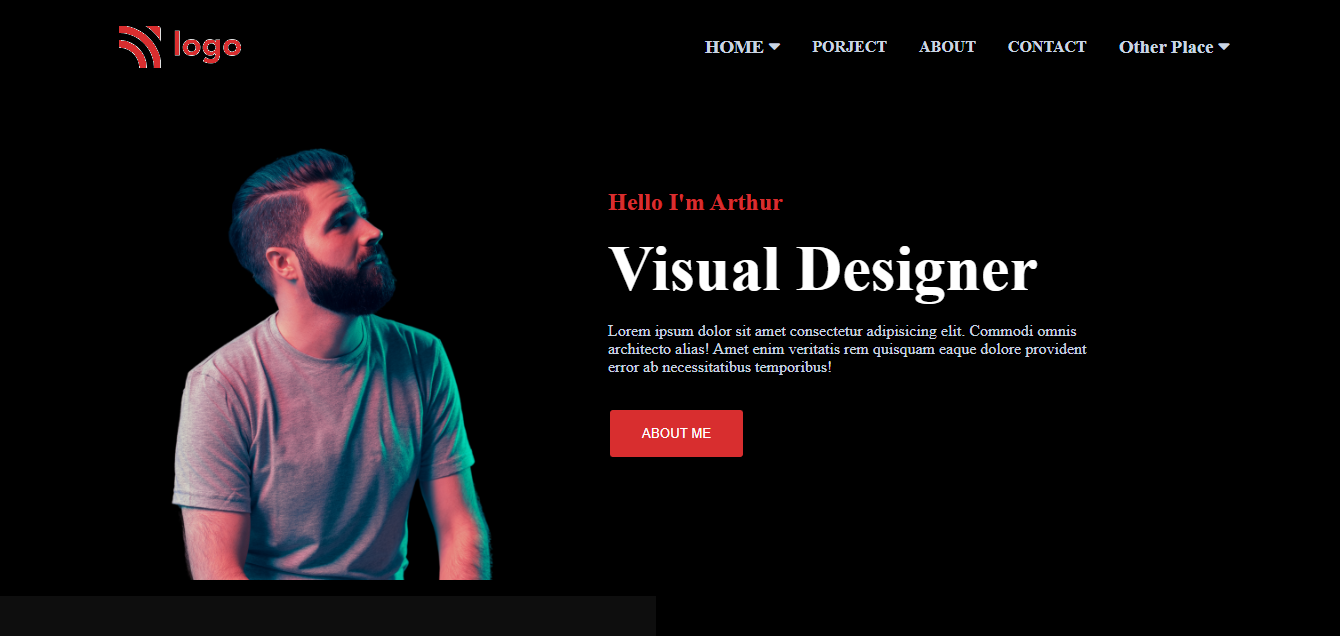 logo
HOME
PORJECT
ABOUT
CONTACT
Other Place
Hello I'm Arthur
Visual Designer
Lorem ipsum dolor sit amet consectetur adipisicing elit. Commodi omnis
architecto alias! Amet enim veritatis rem quisquam eaque dolore provident
error ab necessitatibus temporibus!
ABOUT ME